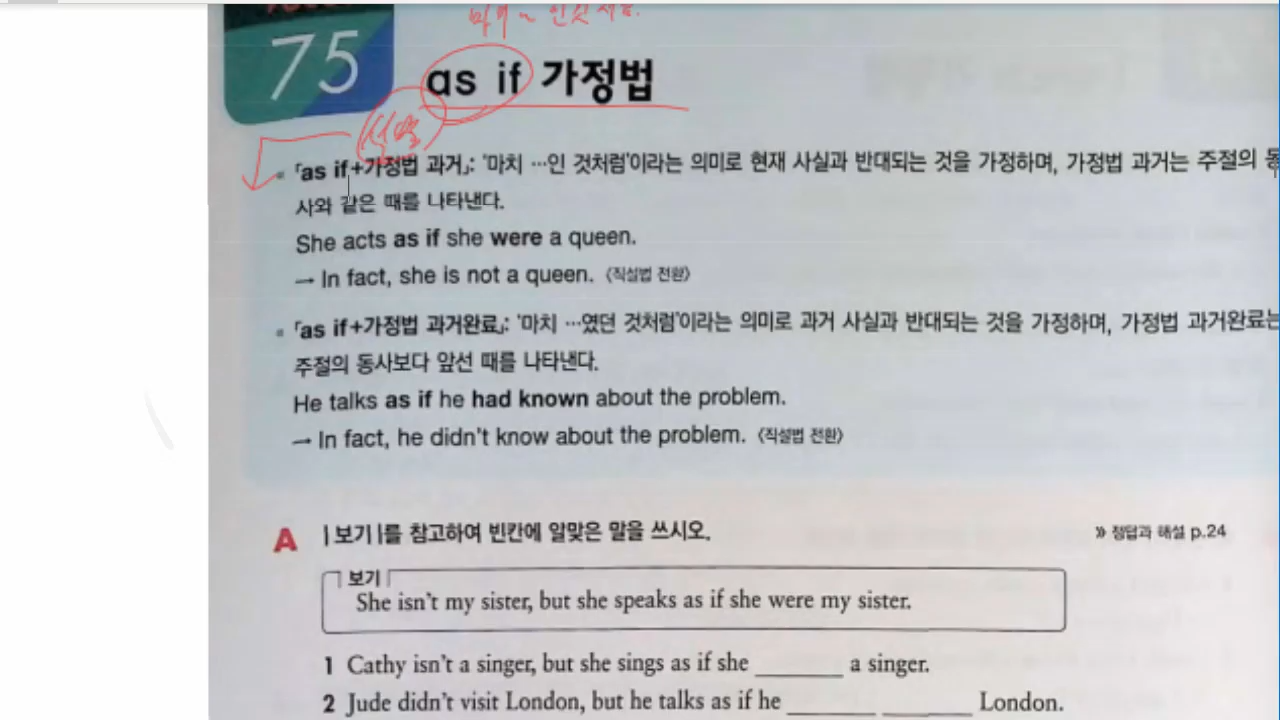 75
as if 가정법
「as if+가정법 과거」: '마치 …인 것처럼'이라는 의미로 현재 사실과 반대되는 것을 가정하며, 가정법 과거는 주절의
사와 같은 때를 나타낸다.
She acts as if she were a queen.
→ In fact, she is not a queen. 〈직설법 전환〉
「as if+가정법 과거완료」: '마치 …였던 것처럼'이라는 의미로 과거 사실과 반대되는 것을 가정하며, 가정법 과거완료는
주절의 동사보다 앞선 때를 나타낸다.
He talks as if he had known about the problem.
→ In fact, he didn't know about the problem. 〈직설법 전환〉
A |보기|를 참고하여 빈칸에 알맞은 말을 쓰시오. » 정답과 해설 p.24
보기
She isn't my sister, but she speaks as if she were my sister.
1 Cathy isn't a singer, but she sings as if she ________ a singer.
2 Jude didn't visit London, but he talks as if he ________ ________ London.